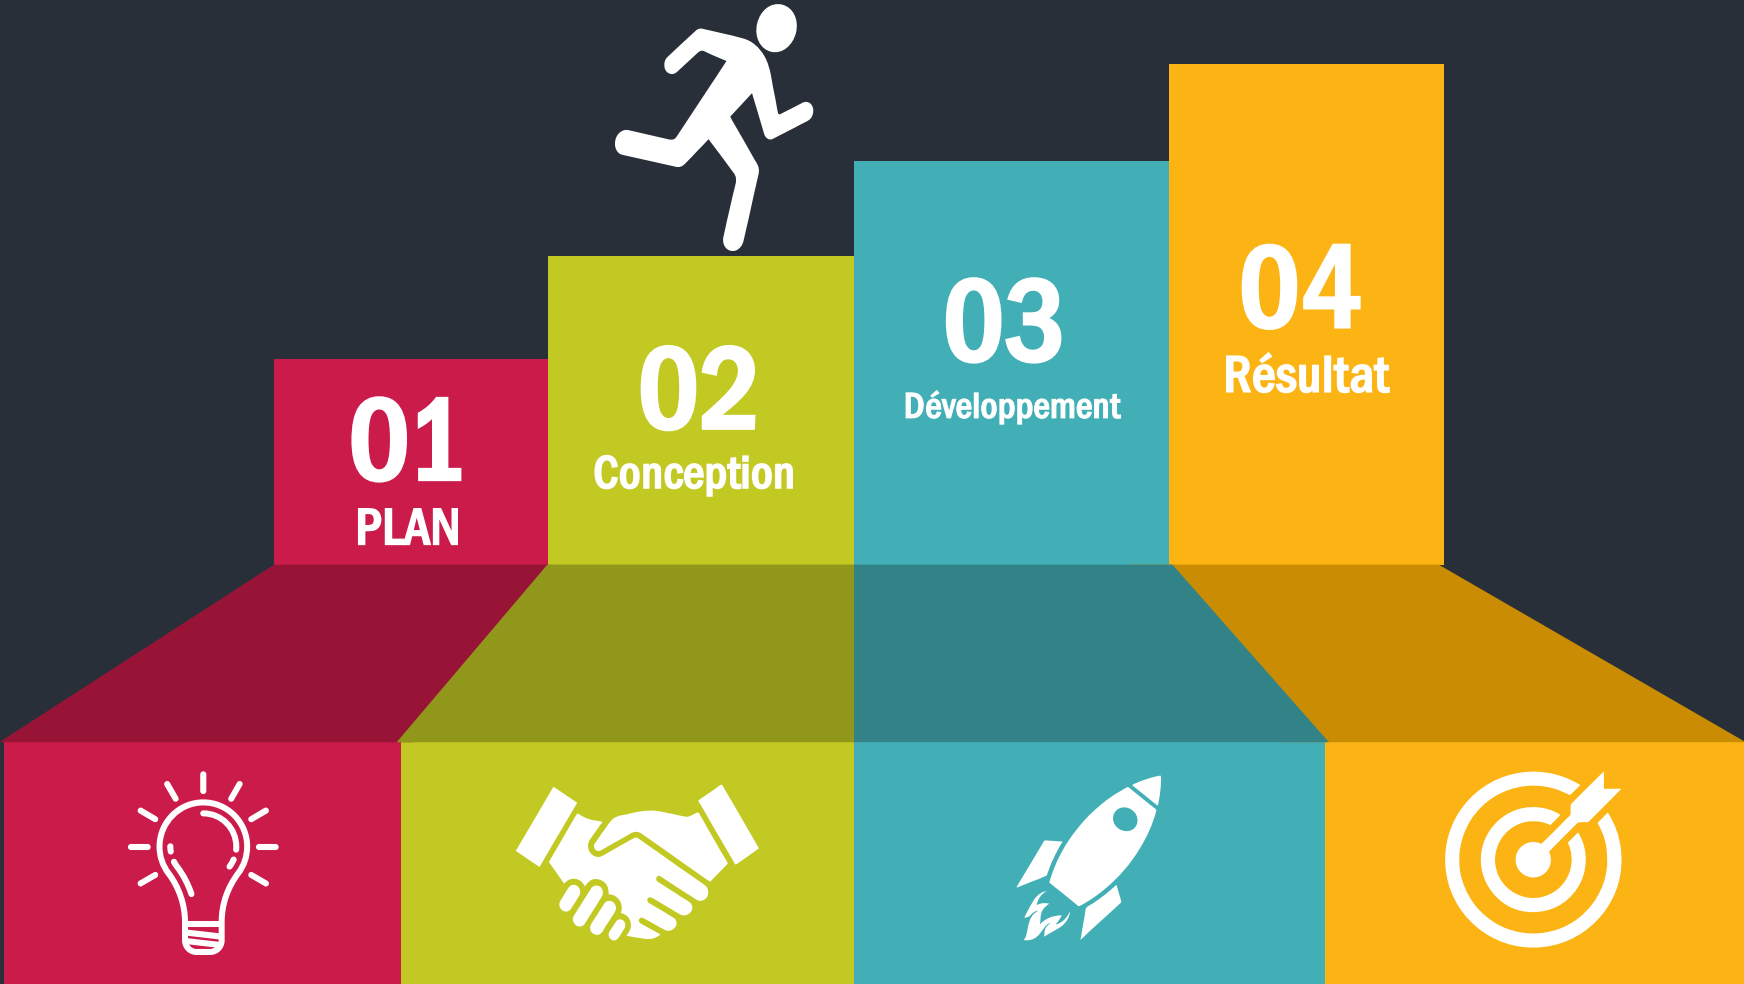 01
PLAN
02
Conception
03
Développement
04
Résultat